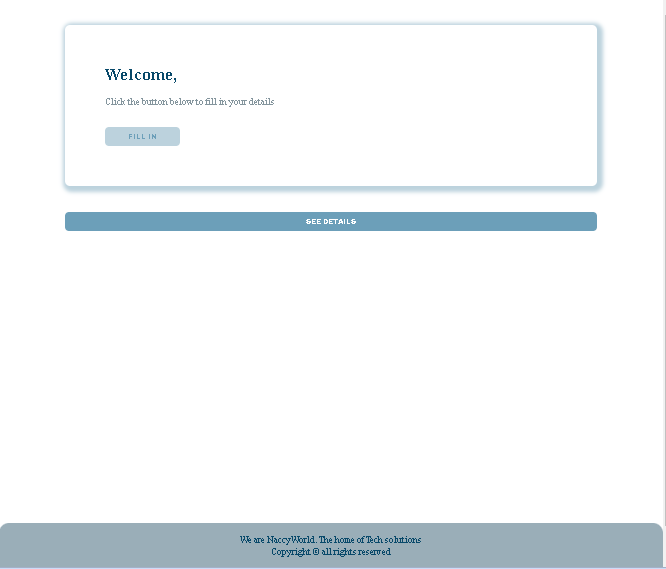 Welcome,
Click the button below to fill in your details
FILL IN
SEE DETAILS
We are NaccyWorld. The home of Tech solutions
Copyright © all rights reserved